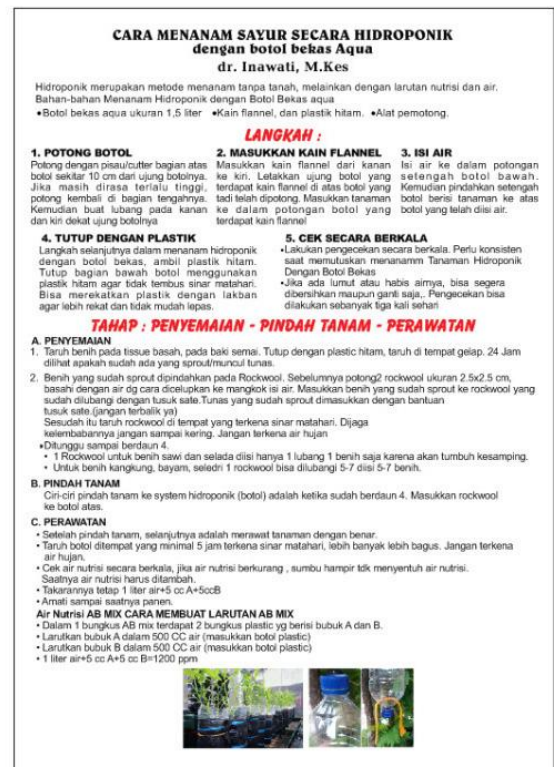 CARA MENANAM SAYUR SECARA HIDROPONIK
dengan botol bekas Aqua
dr. Inawati, M.Kes
Hidroponik merupakan metode menanam tanpa tanah, melainkan dengan larutan nutrisi dan air.
Bahan-bahan Menanam Hidroponik dengan Botol Bekas aqua
•Botol bekas aqua ukuran 1,5 liter •Kain flannel, dan plastik hitam. •Alat pemotong.
LANGKAH :
1. POTONG BOTOL
Potong dengan pisau/cutter bagian atas
botol sekitar 10 cm dari ujung botolnya.
Jika masih dirasa terlalu tinggi,
potong kembali di bagian tengahnya.
Kemudian buat lubang pada kanan
dan kiri dekat ujung botolnya
2. MASUKKAN KAIN FLANNEL
Masukkan kain flannel dari kanan
ke kiri. Letakkan ujung botol yang
terdapat kain flannel di atas botol yang
tadi telah dipotong. Masukkan tanaman
ke dalam potongan botol yang
terdapat kain flannel
3. ISI AIR
Isi air ke dalam potongan
setengah botol bawah.
Kemudian pindahkan setengah
botol berisi tanaman ke atas
botol yang telah diisi air.
4. TUTUP DENGAN PLASTIK
Langkah selanjutnya dalam menanam hidroponik
dengan botol bekas, ambil plastik hitam.
Tutup bagian bawah botol menggunakan
plastik hitam agar tidak tembus sinar matahari.
Bisa merekatkan plastik dengan lakban
agar lebih rekat dan tidak mudah lepas.
5. CEK SECARA BERKALA
•Lakukan pengecekan secara berkala. Perlu konsisten
saat memutuskan menanamm Tanaman Hidroponik
Dengan Botol Bekas
•Jika ada lumut atau habis airnya, bisa segera
dibersihkan maupun ganti saja,. Pengecekan bisa
dilakukan sebanyak tiga kali sehari
TAHAP : PENYEMAIAN - PINDAH TANAM - PERAWATAN
A. PENYEMAIAN
1. Taruh benih pada tissue basah, pada baki semai. Tutup dengan plastic hitam, taruh di tempat gelap. 24 Jam
dilihat apakah sudah ada yang sprout/muncul tunas.
2. Benih yang sudah sprout dipindahkan pada Rockwool. Sebelumnya potong2 rockwool ukuran 2.5x2.5 cm,
basahi dengan air dg cara dicelupkan ke mangkok isi air. Masukkan benih yang sudah sprout ke rockwool yang
sudah dilubangi dengan tusuk sate.Tunas yang sudah sprout dimasukkan dengan bantuan
tusuk sate.(jangan terbalik ya)
Sesudah itu taruh rockwool di tempat yang terkena sinar matahari. Dijaga
kelembabannya jangan sampai kering. Jangan terkena air hujan
•Ditunggu sampai berdaun 4.
• 1 Rockwool untuk benih sawi dan selada diisi hanya 1 lubang 1 benih saja karena akan tumbuh kesamping.
• Untuk benih kangkung, bayam, seledri 1 rockwool bisa dilubangi 5-7 diisi 5-7 benih.
B. PINDAH TANAM
Ciri-ciri pindah tanam ke system hidroponik (botol) adalah ketika sudah berdaun 4. Masukkan rockwool
ke botol atas.
C. PERAWATAN
• Setelah pindah tanam, selanjutnya adalah merawat tanaman dengan benar.
• Taruh botol ditempat yang minimal 5 jam terkena sinar matahari, lebih banyak lebih bagus. Jangan terkena
air hujan.
• Cek air nutrisi secara berkala, jika air nutrisi berkurang , sumbu hampir tdk menyentuh air nutrisi.
Saatnya air nutrisi harus ditambah.
• Takarannya tetap 1 liter air+5 cc A+5ccB
• Amati sampai saatnya panen.
Air Nutrisi AB MIX CARA MEMBUAT LARUTAN AB MIX
• Dalam 1 bungkus AB mix terdapat 2 bungkus plastic yg berisi bubuk A dan B.
• Larutkan bubuk A dalam 500 CC air (masukkan botol plastic)
• Larutkan bubuk B dalam 500 CC air (masukkan botol plastic)
• 1 liter air+5 cc A+5 cc B=1200 ppm